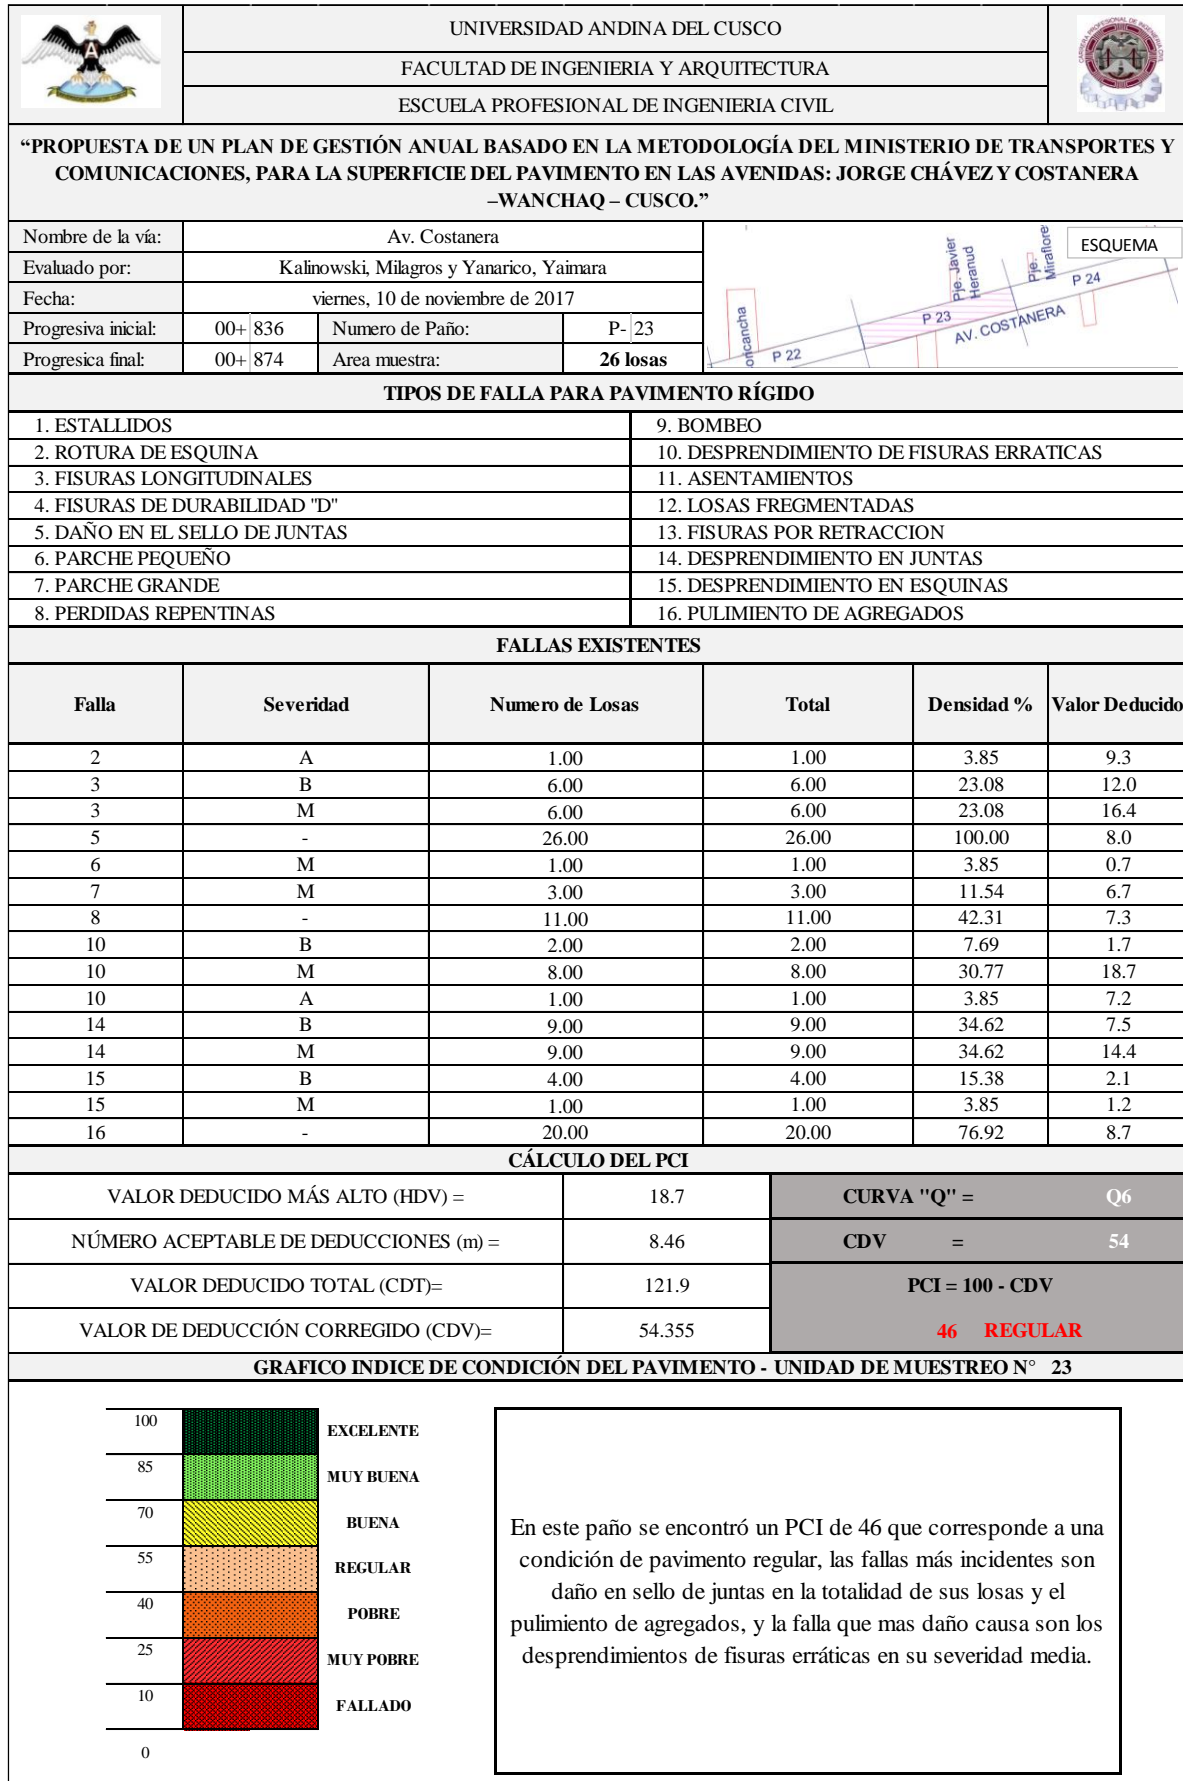 UNIVERSIDAD ANDINA DEL CUSCO
FACULTAD DE INGENIERIA Y ARQUITECTURA
ESCUELA PROFESIONAL DE INGENIERIA CIVIL
“PROPUESTA DE UN PLAN DE GESTIÓN ANUAL BASADO EN LA METODOLOGÍA DEL MINISTERIO DE TRANSPORTES Y
COMUNICACIONES, PARA LA SUPERFICIE DEL PAVIMENTO EN LAS AVENIDAS: JORGE CHÁVEZ Y COSTANERA
–WANCHAQ – CUSCO.”
Nombre de la vía: Av. Costanera
Evaluado por: Kalinowski, Milagros y Yanarico, Yaimara
Fecha: viernes, 10 de noviembre de 2017
Progresiva inicial: 00+ 836 Numero de Paño: P- 23
Progresica final: 00+ 874 Area muestra: 26 losas
ESQUEMA
Pje. Javier
Heranud
Pje.
Miraflore
P 24
P 23
AV. COSTANERA
P 22
oricancha
TIPOS DE FALLA PARA PAVIMENTO RÍGIDO
1. ESTALLIDOS 9. BOMBEO
2. ROTURA DE ESQUINA 10. DESPRENDIMIENTO DE FISURAS ERRATICAS
3. FISURAS LONGITUDINALES 11. ASENTAMIENTOS
4. FISURAS DE DURABILIDAD "D" 12. LOSAS FREGMENTADAS
5. DAÑO EN EL SELLO DE JUNTAS 13. FISURAS POR RETRACCION
6. PARCHE PEQUEÑO 14. DESPRENDIMIENTO EN JUNTAS
7. PARCHE GRANDE 15. DESPRENDIMIENTO EN ESQUINAS
8. PERDIDAS REPENTINAS 16. PULIMIENTO DE AGREGADOS
FALLAS EXISTENTES
Falla Severidad Numero de Losas Total Densidad % Valor Deducido
2 A 1.00 1.00 3.85 9.3
3 B 6.00 6.00 23.08 12.0
3 M 6.00 6.00 23.08 16.4
5 - 26.00 26.00 100.00 8.0
6 M 1.00 1.00 3.85 0.7
7 M 3.00 3.00 11.54 6.7
8 - 11.00 11.00 42.31 7.3
10 B 2.00 2.00 7.69 1.7
10 M 8.00 8.00 30.77 18.7
10 A 1.00 1.00 3.85 7.2
14 B 9.00 9.00 34.62 7.5
14 M 9.00 9.00 34.62 14.4
15 B 4.00 4.00 15.38 2.1
15 M 1.00 1.00 3.85 1.2
16 - 20.00 20.00 76.92 8.7
CÁLCULO DEL PCI
VALOR DEDUCIDO MÁS ALTO (HDV) = 18.7 CURVA "Q" = Q6
NÚMERO ACEPTABLE DE DEDUCCIONES (m) = 8.46 CDV = 54
VALOR DEDUCIDO TOTAL (CDT)= 121.9 PCI = 100 - CDV
VALOR DE DEDUCCIÓN CORREGIDO (CDV)= 54.355 46 REGULAR
GRAFICO INDICE DE CONDICIÓN DEL PAVIMENTO - UNIDAD DE MUESTREO N° 23
100 EXCELENTE
85 MUY BUENA
70 BUENA
55 REGULAR
40 POBRE
25 MUY POBRE
10 FALLADO
0
En este paño se encontró un PCI de 46 que corresponde a una
condición de pavimento regular, las fallas más incidentes son
daño en sello de juntas en la totalidad de sus losas y el
pulimiento de agregados, y la falla que mas daño causa son los
desprendimientos de fisuras erráticas en su severidad media.